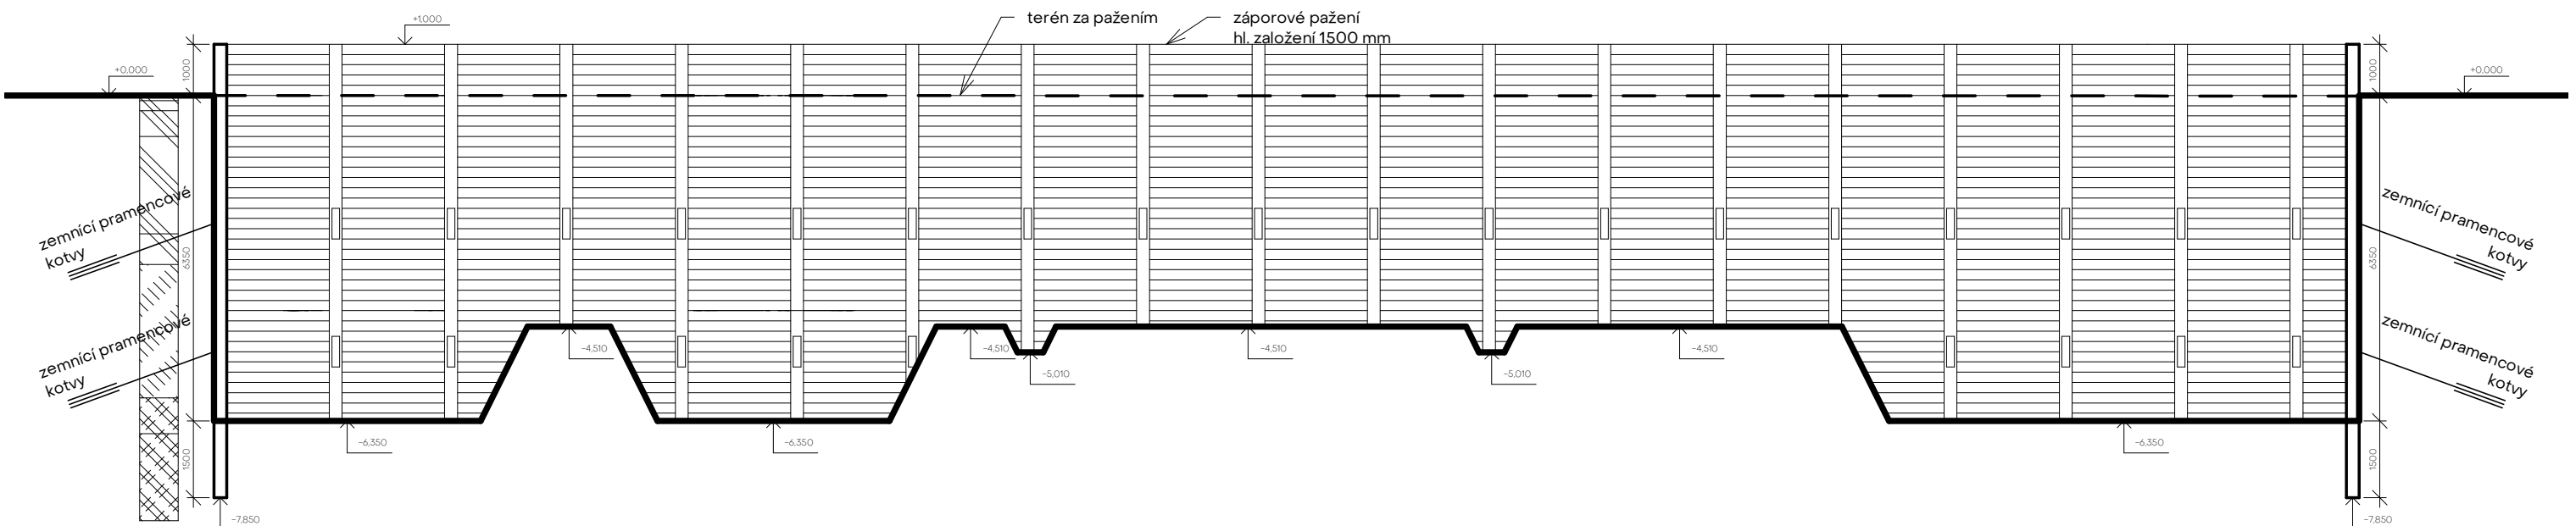 terén za pažením
záporové pažení
hl. založení 1500 mm
+1,000
+0,000
+0,000
1000
1000
zemnící pramencové
kotvy
zemnící pramencové
kotvy
6350
6350
zemnící pramencové
kotvy
zemnící pramencové
kotvy
-4,510
-4,510
-4,510
-4,510
-5,010
-5,010
-6,350
-6,350
-6,350
1500
1500
-7,850
-7,850